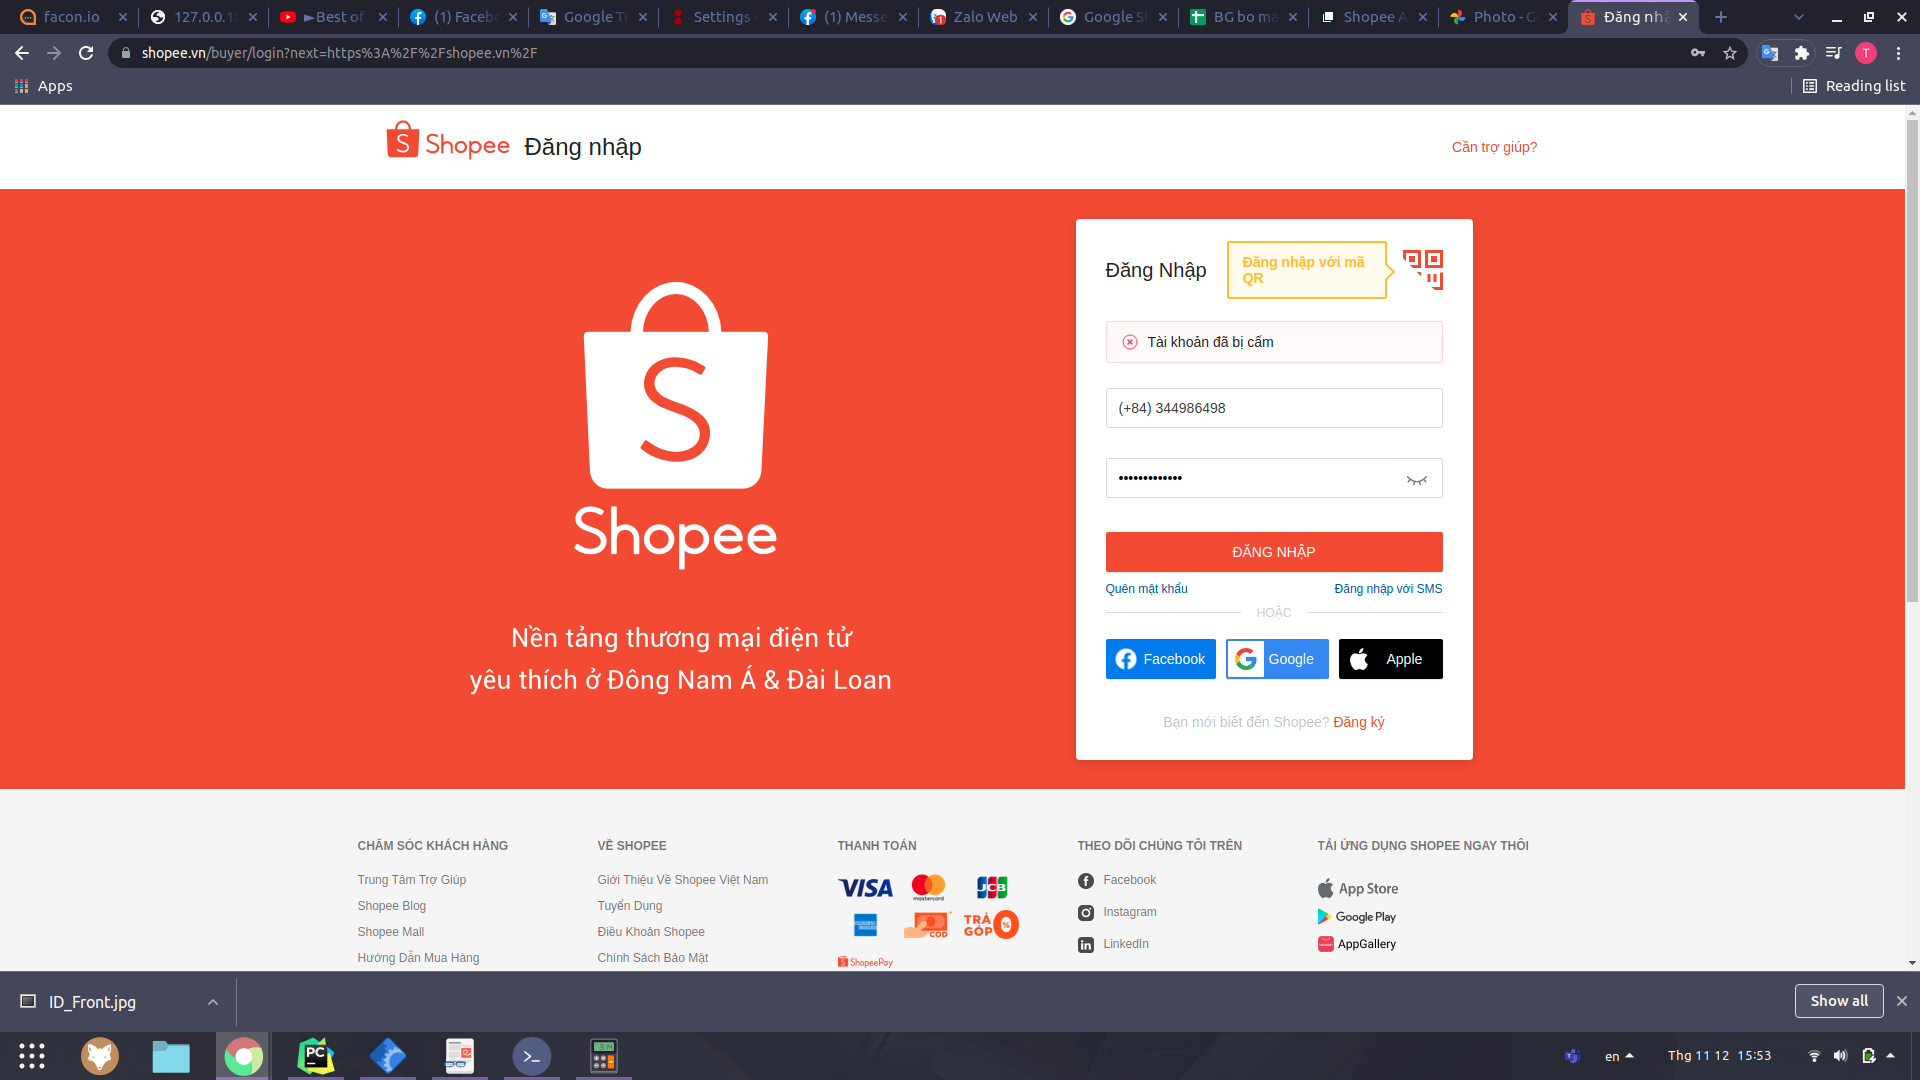 facon.io
127.0.0.1:
►Best of
(1) Facebo
Google Tr
Settings -
(1) Messe
Zalo Web
Google Sh
BG bo ma
Shopee A
Photo - Go
Đăng nhậ
shopee.vn/buyer/login?next=https%3A%2F%2Fshopee.vn%2F
T
Apps
Reading list
Shopee
Đăng nhập
Cần trợ giúp?
Đăng Nhập
Đăng nhập với mã
QR
Tài khoản đã bị cấm
(+84) 344986498
•••••••••••••
ĐĂNG NHẬP
Quên mật khẩu
Đăng nhập với SMS
HOẶC
Facebook
Google
Apple
Bạn mới biết đến Shopee? Đăng ký
S
Shopee
Nền tảng thương mại điện tử
yêu thích ở Đông Nam Á & Đài Loan
CHĂM SÓC KHÁCH HÀNG
Trung Tâm Trợ Giúp
Shopee Blog
Shopee Mall
Hướng Dẫn Mua Hàng
VỀ SHOPEE
Giới Thiệu Về Shopee Việt Nam
Tuyển Dụng
Điều Khoản Shopee
Chính Sách Bảo Mật
THANH TOÁN
VISA
mastercard
JCB
COD
TRẢ
GÓP
%
ShopeePay
THEO DÕI CHÚNG TÔI TRÊN
Facebook
Instagram
LinkedIn
TẢI ỨNG DỤNG SHOPEE NGAY THÔI
App Store
Google Play
AppGallery
ID_Front.jpg
Show all
PC
en
Thg 11 12 15:53